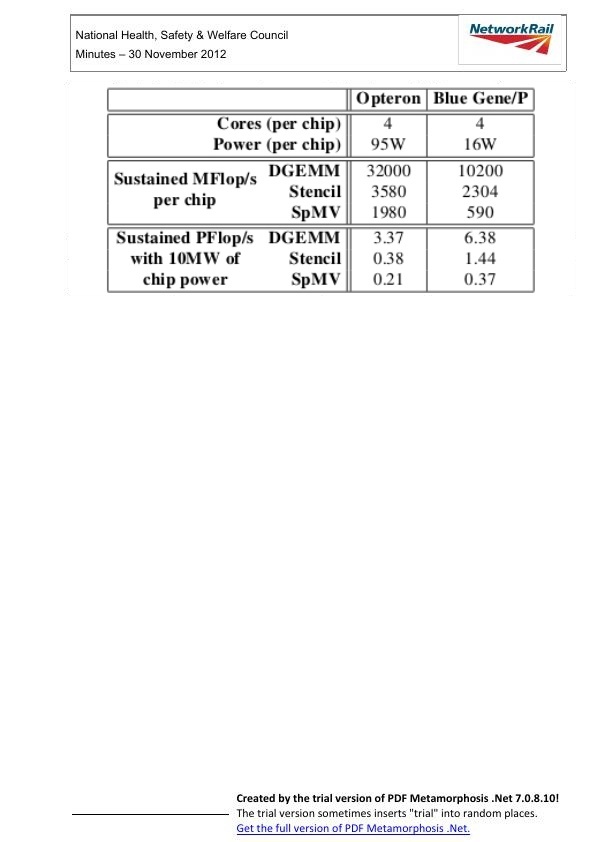 National Health, Safety & Welfare Council
Minutes – 30 November 2012
NetworkRail
Opteron Blue Gene/P
Cores (per chip) 4 4
Power (per chip) 95W 16W
Sustained MFlop/s per chip DGEMM 32000 10200
Stencil 3580 2304
SpMV 1980 590
Sustained PFlop/s with 10MW of chip power DGEMM 3.37 6.38
Stencil 0.38 1.44
SpMV 0.21 0.37
Created by the trial version of PDF Metamorphosis .Net 7.0.8.10!
The trial version sometimes inserts "trial" into random places.
Get the full version of PDF Metamorphosis .Net.